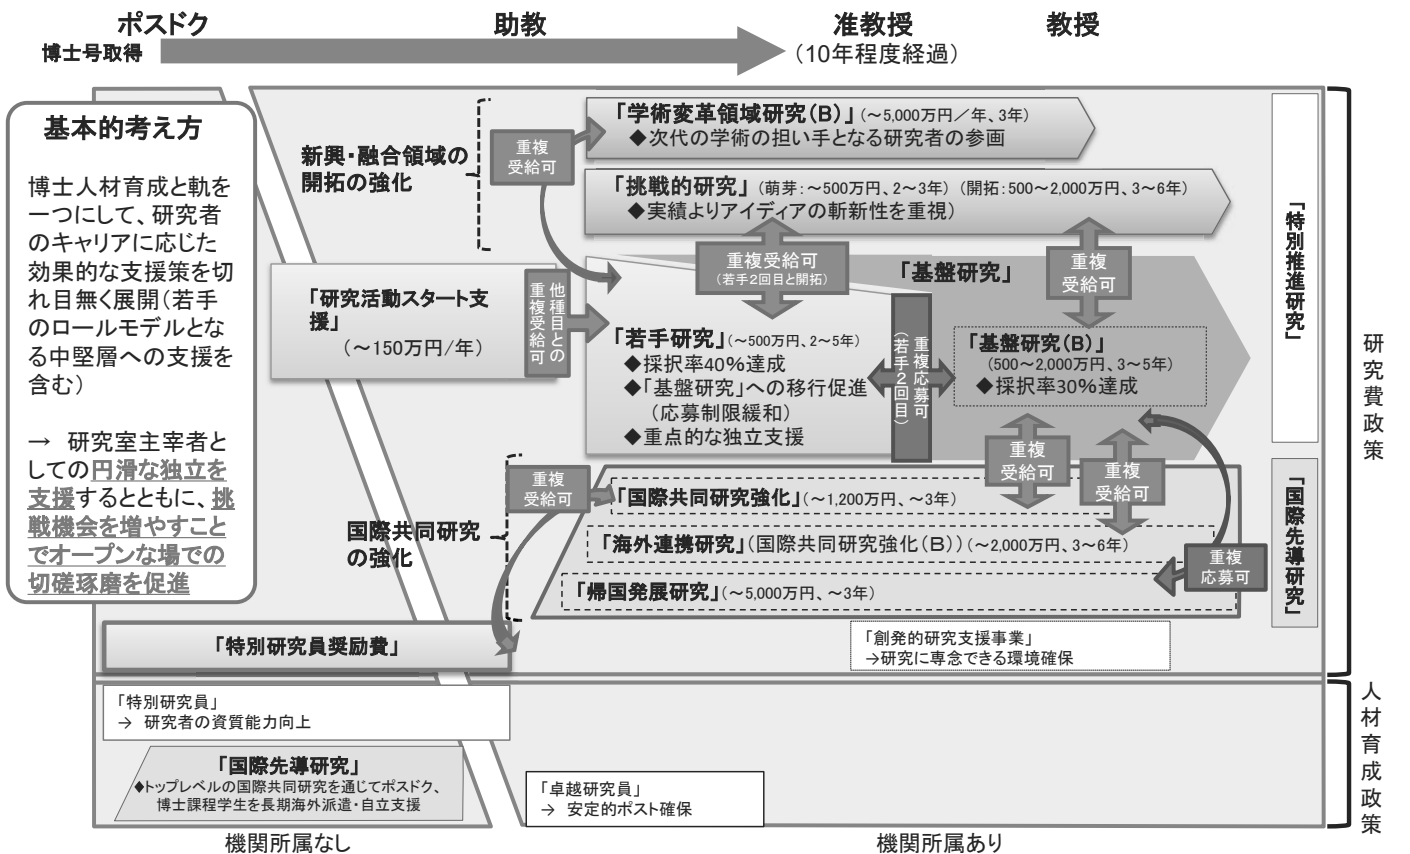 ポスドク
助教
准教授
教授
博士号取得
（10年程度経過）
基本的考え方
博士人材育成と軌を
一つにして、研究者
のキャリアに応じた
効果的な支援策を切
れ目無く展開（若手
のロールモデルとな
る中堅層への支援を
含む）
→ 研究室主宰者と
しての円滑な独立を
支援するとともに、挑
戦機会を増やすこと
でオープンな場での
切磋琢磨を促進
新興・融合領域の
開拓の強化
重複
受給可
「学術変革領域研究（B）」（～5,000万円／年、3年）
◆次代の学術の担い手となる研究者の参画
「挑戦的研究」（萌芽：～500万円、2～3年）（開拓：500～2,000万円、3～6年）
◆実績よりアイディアの斬新性を重視）
重複受給可
（若手2回目と開拓）
「基盤研究」
重複
受給可
「研究活動スタート支
援」
（～150万円/年）
他種目との
重複受給可
「若手研究」（～500万円、2～5年）
◆採択率40％達成
◆「基盤研究」への移行促進
（応募制限緩和）
◆重点的な独立支援
重複応募可
（若手2回目）
「基盤研究（B）」
（500～2,000万円、3～5年）
◆採択率30％達成
重複
受給可
重複
受給可
国際共同研究
の強化
重複
受給可
「国際共同研究強化」（～1,200万円、～3年）
「海外連携研究」（国際共同研究強化（B））（～2,000万円、3～6年）
「帰国発展研究」（～5,000万円、～3年）
重複
応募可
「特別推進研究」
「国際先導研究」
研究費政策
「特別研究員奨励費」
「創発的研究支援事業」
→研究に専念できる環境確保
「特別研究員」
→ 研究者の資質能力向上
「国際先導研究」
◆トップレベルの国際共同研究を通じてポスドク、
博士課程学生を長期海外派遣・自立支援
「卓越研究員」
→ 安定的ポスト確保
人材育成政策
機関所属なし
機関所属あり